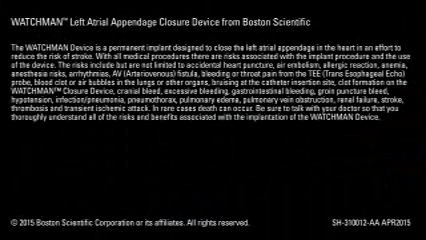 WATCHMAN™ Left Atrial Appendage Closure Device from Boston Scientific
The WATCHMAN Device is a permanent implant designed to close the left atrial appendage in the heart in an effort to
reduce the risk of stroke. With all medical procedures there are risks associated with the implant procedure and the use
of the device. The risks include but are not limited to accidental heart puncture, air embolism, allergic reaction, anemia,
anesthesia risks, arrhythmias, AV (Arteriovenous) fistula, bleeding or throat pain from the TEE (Trans Esophageal Echo)
probe, blood clot or air bubbles in the lungs or other organs, bruising at the catheter insertion site, clot formation on the
WATCHMAN™ Closure Device, cranial bleed, excessive bleeding, gastrointestinal bleeding, groin puncture bleed,
hypotension, infection/pneumonia, pneumothorax, pulmonary edema, pulmonary vein obstruction, renal failure, stroke,
thrombosis and transient ischemic attack. In rare cases death can occur. Be sure to talk with your doctor so that you
thoroughly understand all of the risks and benefits associated with the implantation of the WATCHMAN Device.
© 2015 Boston Scientific Corporation or its affiliates. All rights reserved.
SH-310012-AA APR2015